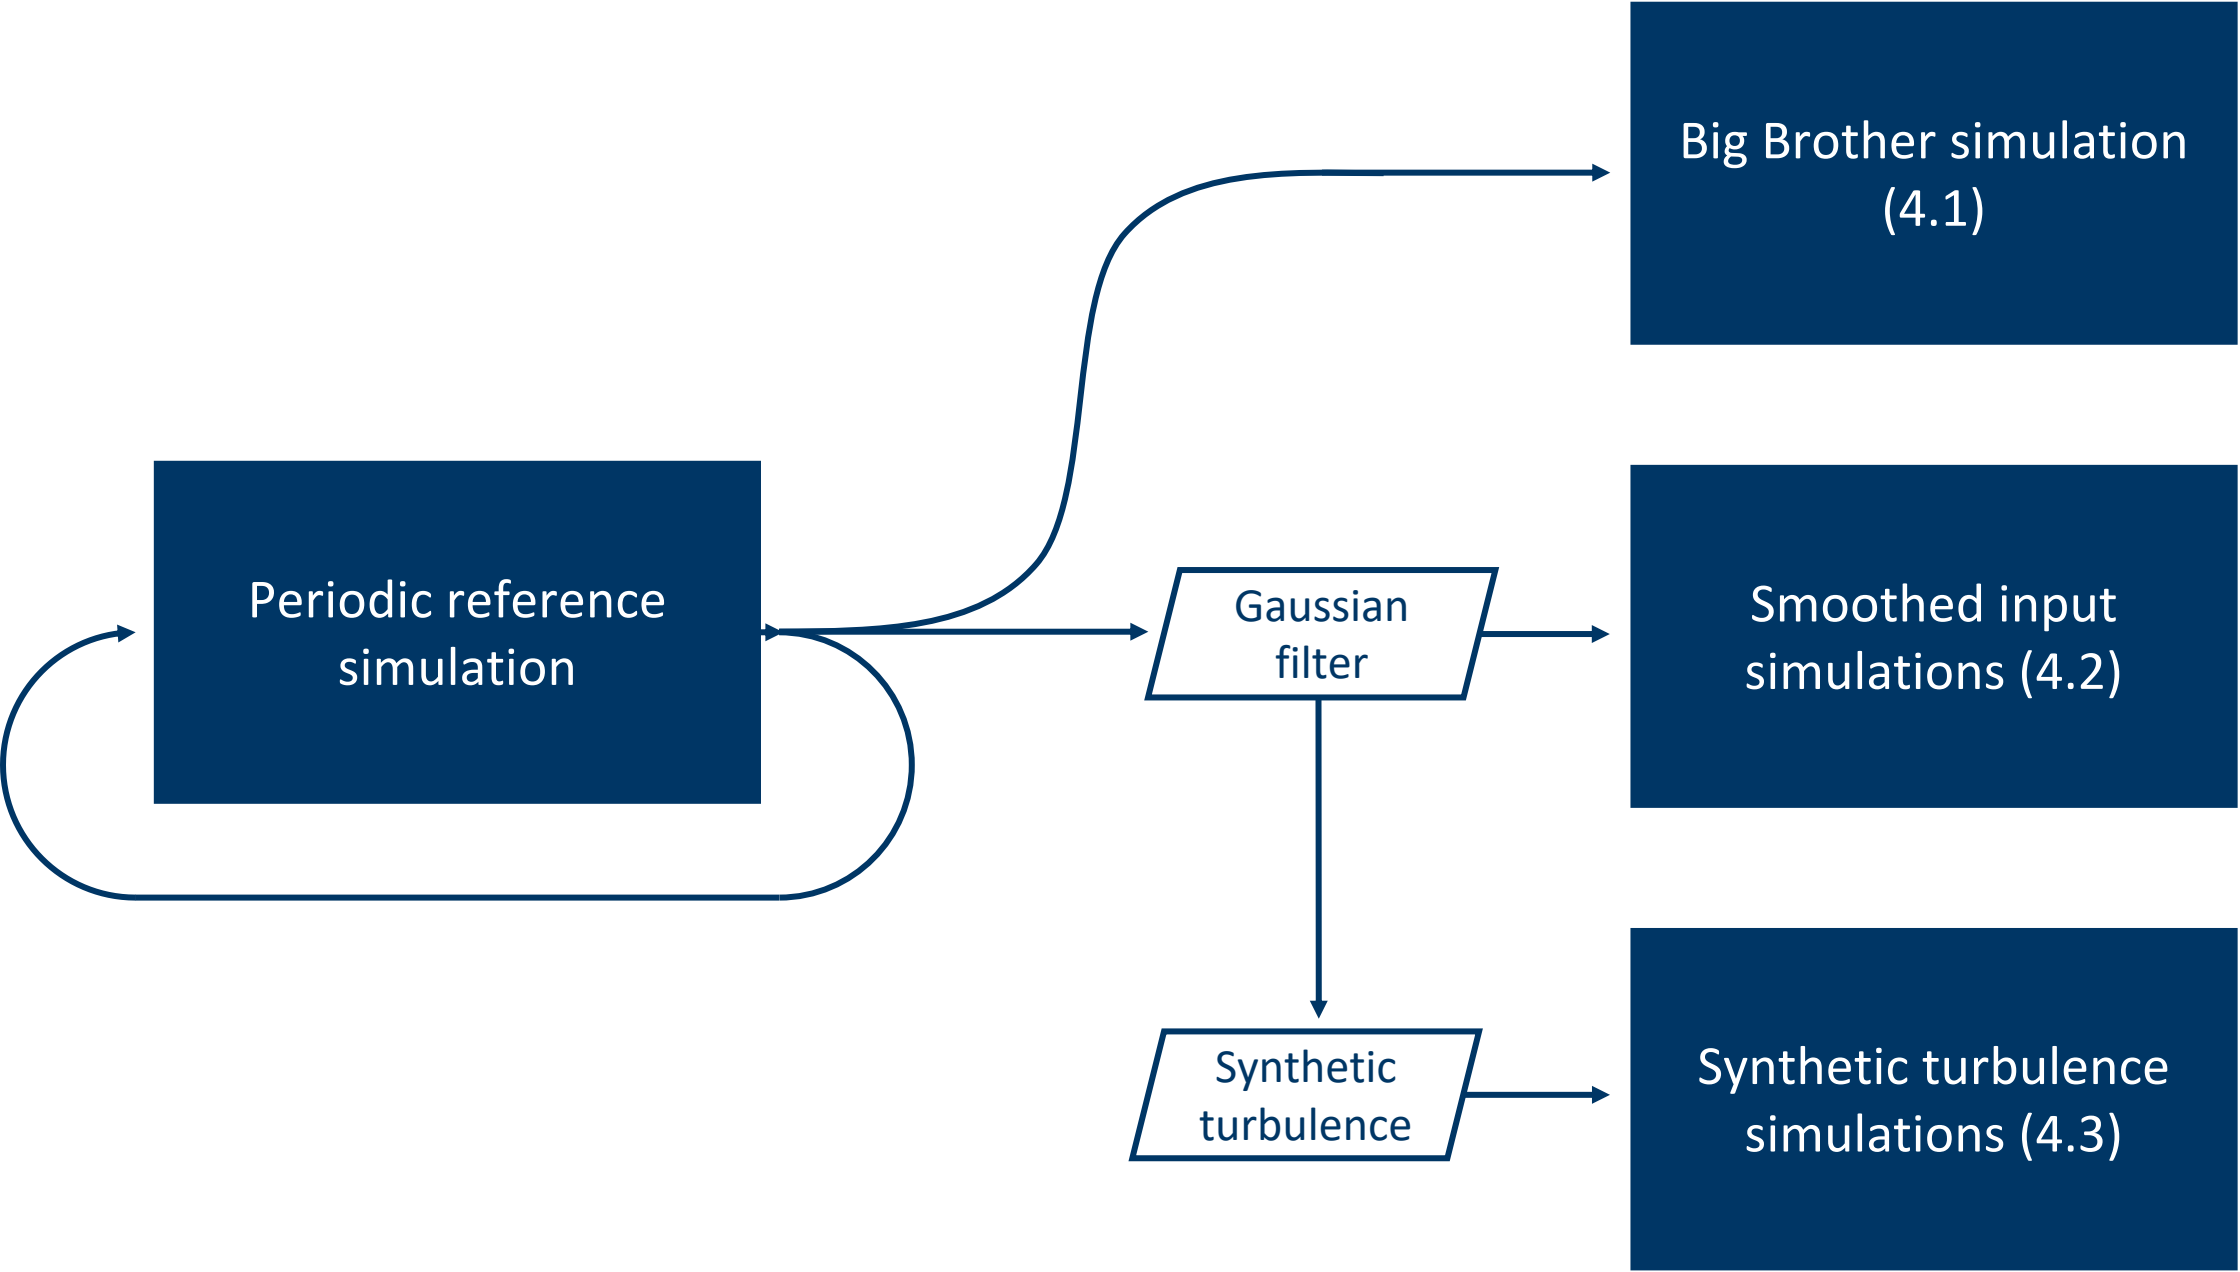 Big Brother simulation
(4.1)
Periodic reference
simulation
Gaussian
filter
Smoothed input
simulations (4.2)
Synthetic
turbulence
Synthetic turbulence
simulations (4.3)